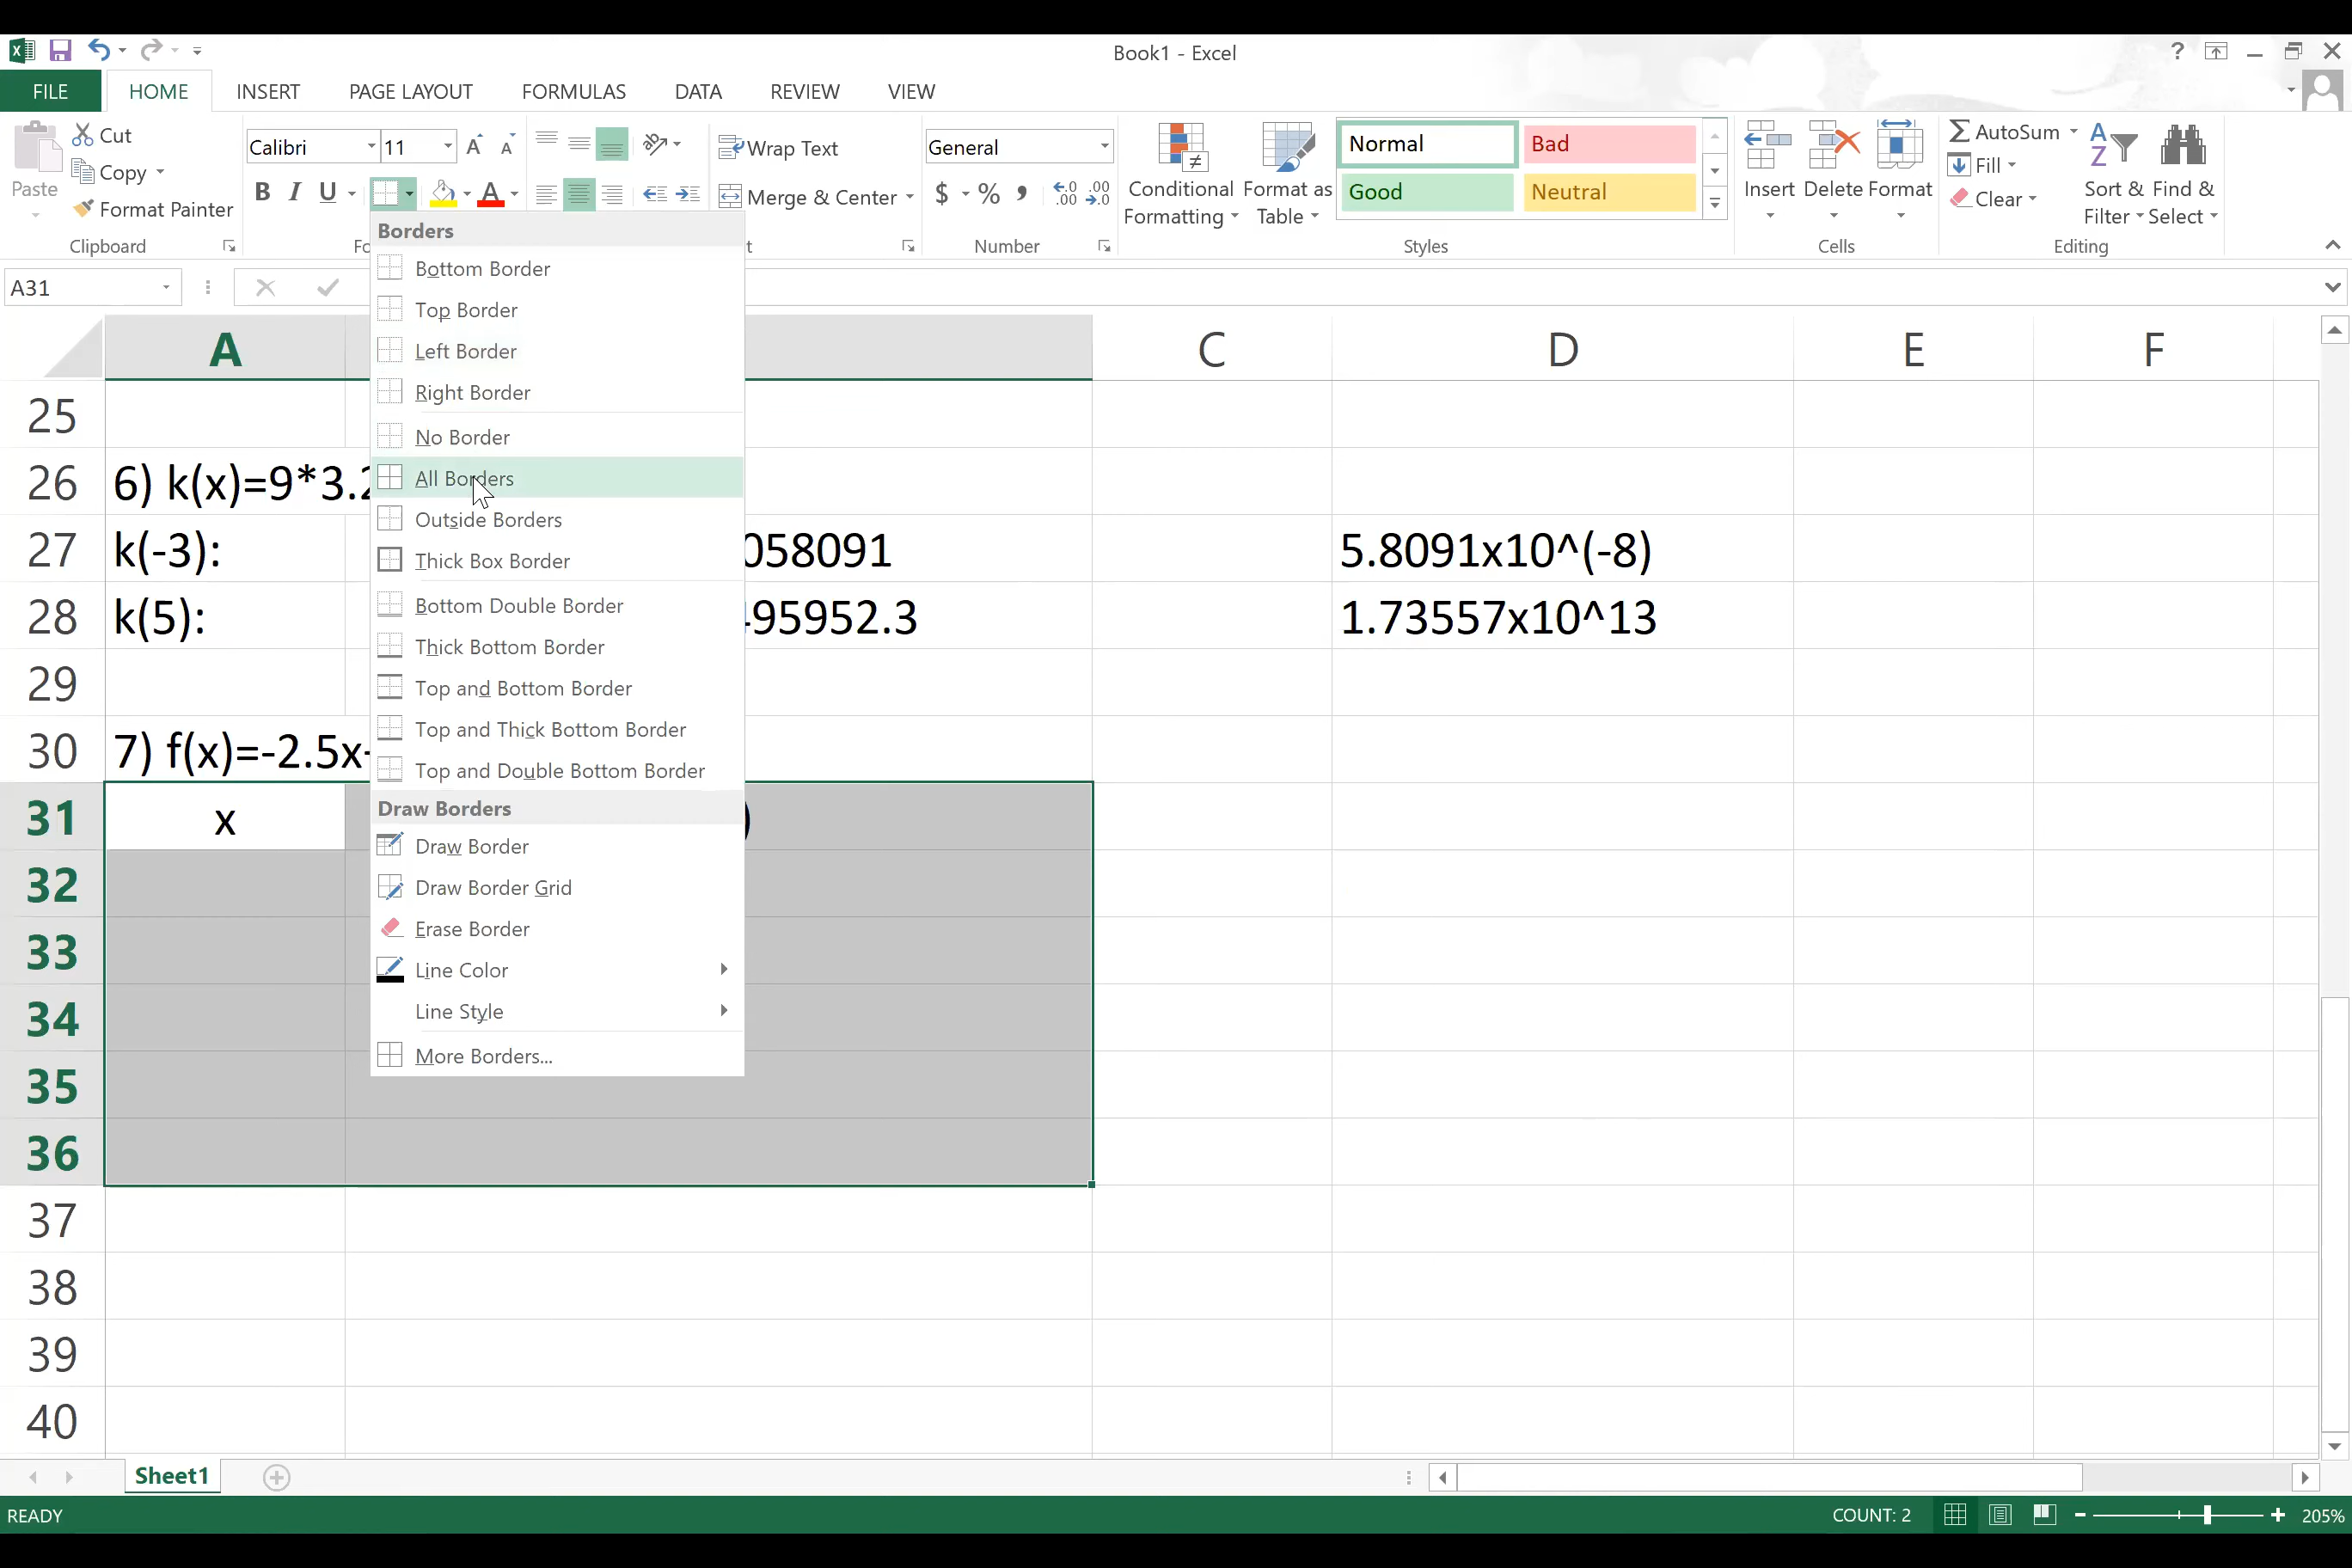 Book1 - Excel
?
FILE HOME INSERT PAGE LAYOUT FORMULAS DATA REVIEW VIEW
Paste
Cut
Copy
Format Painter
Clipboard
Calibri 11 A A
B I U A
Wrap Text
Merge & Center
General
$ % , .0 .00 .00 .0
Number
Conditional Formatting
Format as Table
Normal Bad
Good Neutral
Styles
Insert Delete Format
Cells
AutoSum
Fill
Clear
Sort & Filter
Find & Select
Editing
A31
Borders
Bottom Border
Top Border
Left Border
Right Border
No Border
All Borders
Outside Borders
Thick Box Border
Bottom Double Border
Thick Bottom Border
Top and Bottom Border
Top and Thick Bottom Border
Top and Double Bottom Border
Draw Borders
Draw Border
Draw Border Grid
Erase Border
Line Color
Line Style
More Borders...
A C D E F
25
26 6) k(x)=9*3.2
27 k(-3): 058091 5.8091x10^(-8)
28 k(5): 495952.3 1.73557x10^13
29
30 7) f(x)=-2.5x
31 x )
32
33
34
35
36
37
38
39
40
Sheet1
READY COUNT: 2 205%